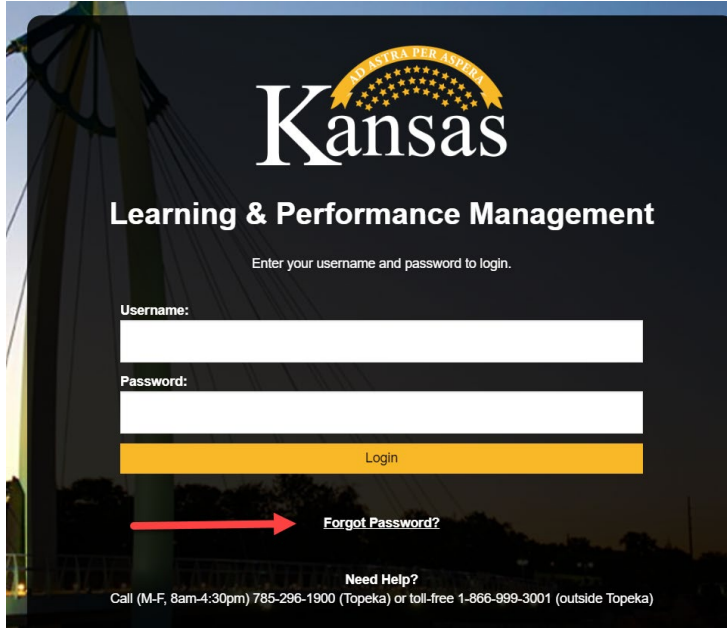 AD ASTRA PER ASPERA
Kansas
Learning & Performance Management
Enter your username and password to login.
Username:
Password:
Login
Forgot Password?
Need Help?
Call (M-F, 8am-4:30pm) 785-296-1900 (Topeka) or toll-free 1-866-999-3001 (outside Topeka)